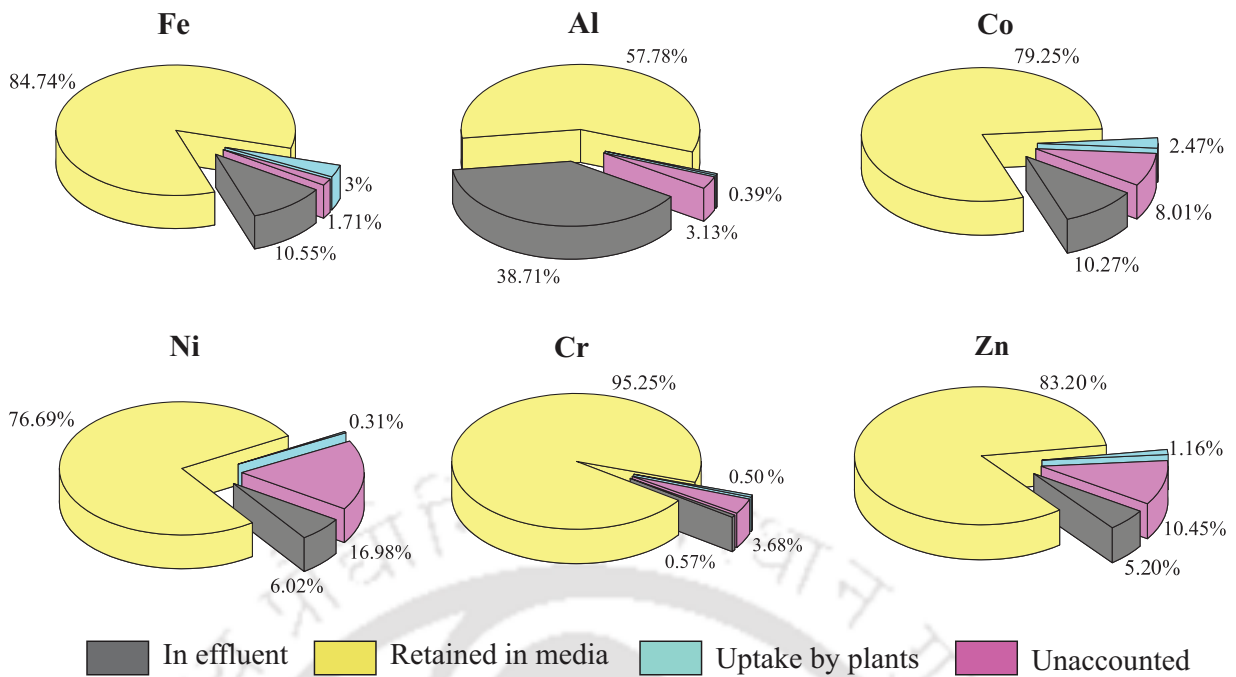 Fe
Al
Co
84.74%
3%
1.71%
10.55%
57.78%
0.39%
3.13%
38.71%
79.25%
2.47%
8.01%
10.27%
Ni
Cr
Zn
76.69%
0.31%
16.98%
6.02%
95.25%
0.50 %
3.68%
0.57%
83.20 %
1.16%
10.45%
5.20%
In effluent
Retained in media
Uptake by plants
Unaccounted